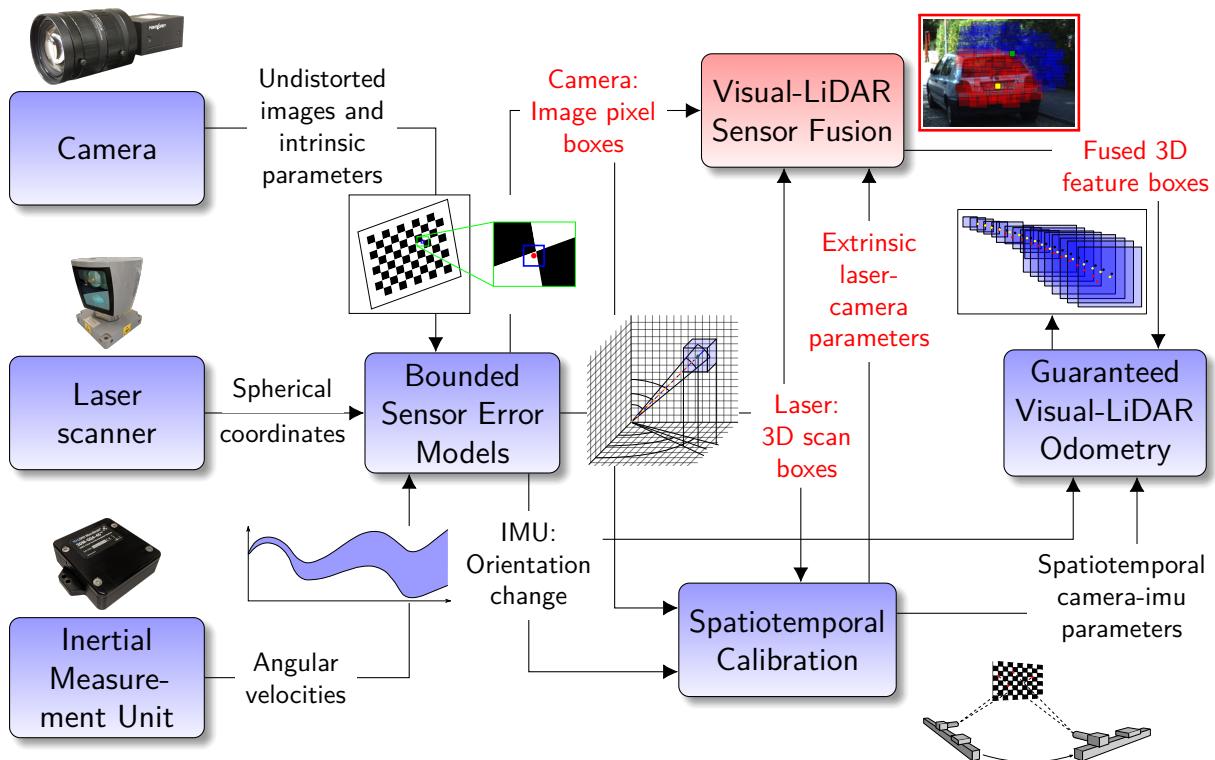 Camera
Undistorted
images and
intrinsic
parameters
Camera:
Image pixel
boxes
Visual-LiDAR
Sensor Fusion
Fused 3D
feature boxes
Extrinsic
laser-
camera
parameters
Laser
scanner
Spherical
coordinates
Bounded
Sensor Error
Models
Laser:
3D scan
boxes
Guaranteed
Visual-LiDAR
Odometry
IMU:
Orientation
change
Spatiotemporal
camera-imu
parameters
Inertial
Measure-
ment Unit
Angular
velocities
Spatiotemporal
Calibration